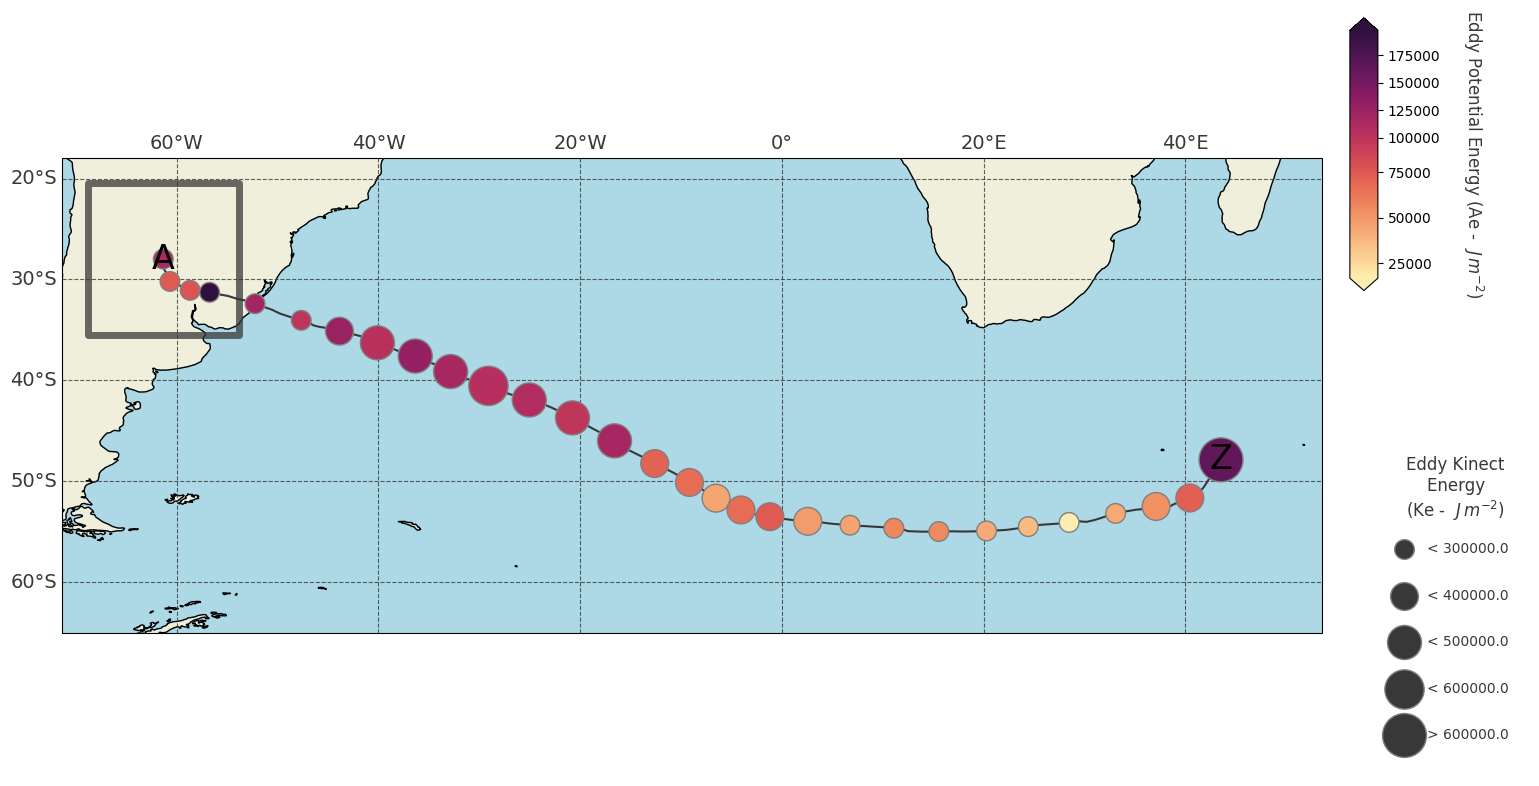 60°W 40°W 20°W 0° 20°E 40°E
20°S
30°S
40°S
50°S
60°S
A
Z
175000
150000
125000
100000
75000
50000
25000
Eddy Potential Energy (Ae - J m⁻²)
Eddy Kinect
Energy
(Ke - J m⁻²)
< 300000.0
< 400000.0
< 500000.0
< 600000.0
> 600000.0